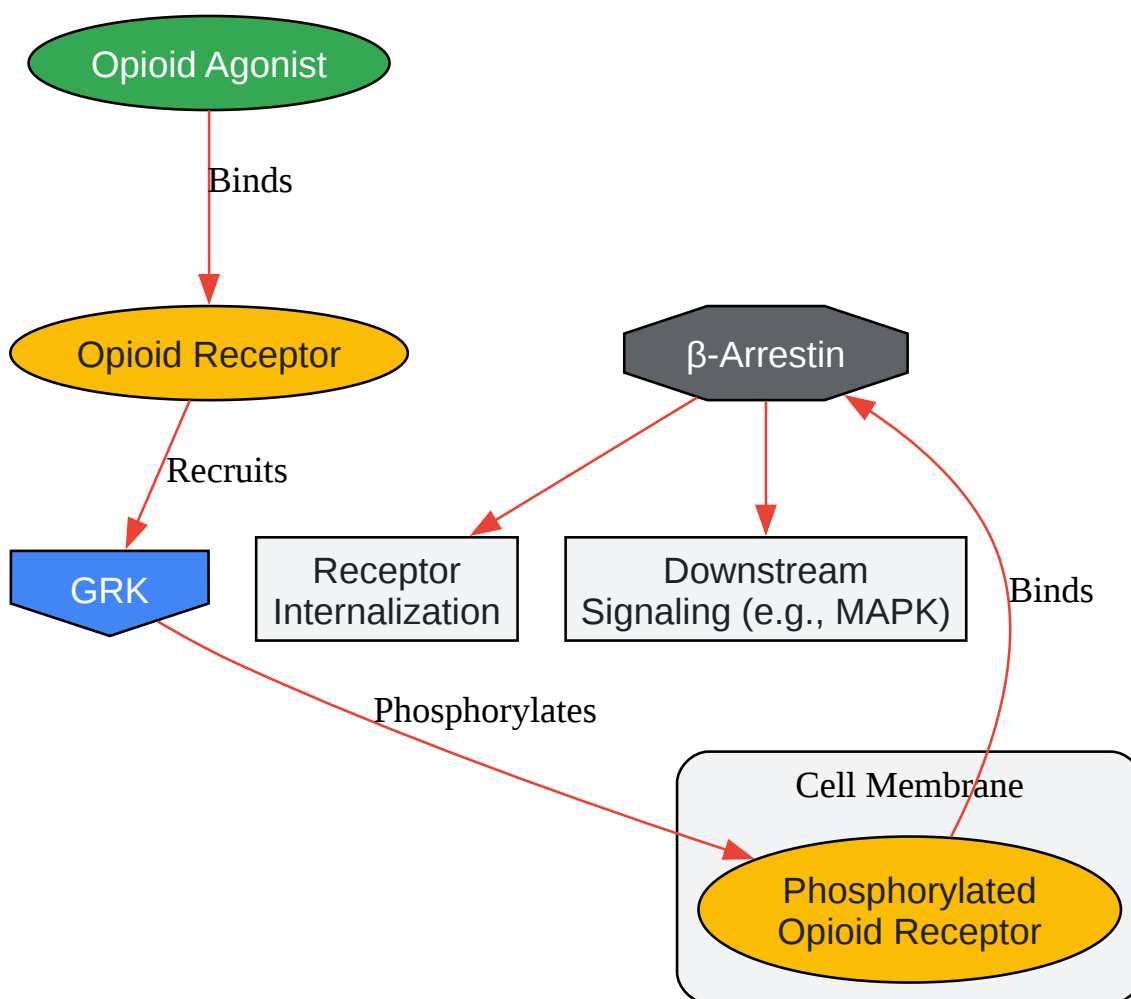 Opioid Agonist
Binds
Opioid Receptor
β-Arrestin
Recruits
GRK
Receptor
Internalization
Downstream
Signaling (e.g., MAPK)
Binds
Phosphorylates
Cell Membrane
Phosphorylated
Opioid Receptor